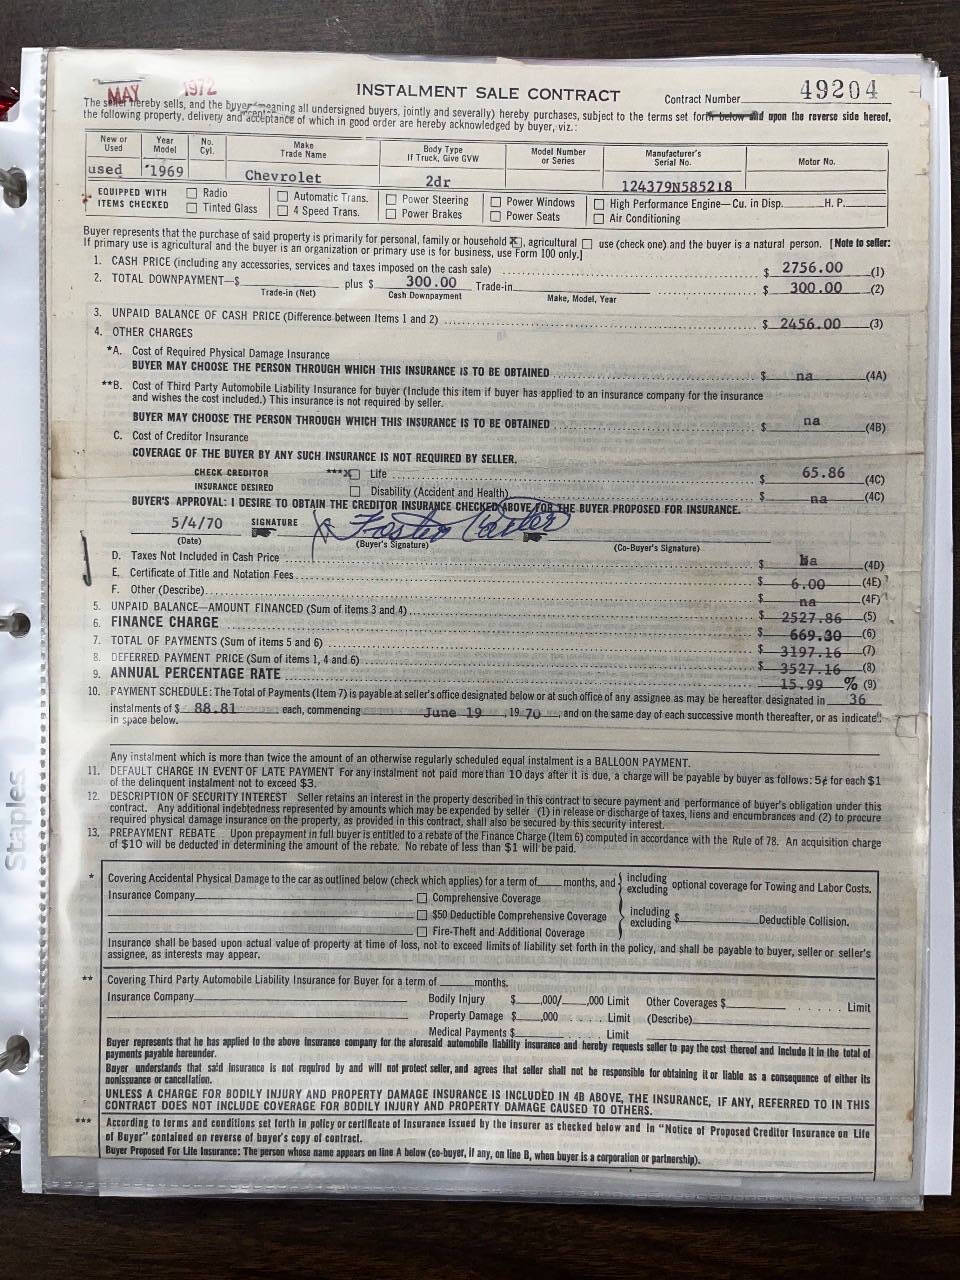 MAY 1972
INSTALMENT SALE CONTRACT
Contract Number 49204
The seller hereby sells, and the buyer (meaning all undersigned buyers, jointly and severally) hereby purchases, subject to the terms set forth below and upon the reverse side hereof,
the following property, delivery and acceptance of which in good order are hereby acknowledged by buyer, viz.:
New or Used Year Model No. Cyl. Make Trade Name Body Type If Truck, Give GVW Model Number or Series Manufacturer's Serial No. Motor No.
used 1969 Chevrolet 2dr 124379N585218
EQUIPPED WITH ITEMS CHECKED
Radio Automatic Trans. Power Steering Power Windows High Performance Engine—Cu. in Disp. H. P.
Tinted Glass 4 Speed Trans. Power Brakes Power Seats Air Conditioning
Buyer represents that the purchase of said property is primarily for personal, family or household X, agricultural use (check one) and the buyer is a natural person. [Note to seller:
If primary use is agricultural and the buyer is an organization or primary use is for business, use Form 100 only.]
1. CASH PRICE (including any accessories, services and taxes imposed on the cash sale) $ 2756.00 (1)
2. TOTAL DOWNPAYMENT—$ plus $ 300.00 Trade-in $ 300.00 (2)
Trade-in (Net) Cash Downpayment Make, Model, Year
3. UNPAID BALANCE OF CASH PRICE (Difference between Items 1 and 2) $ 2456.00 (3)
4. OTHER CHARGES
*A. Cost of Required Physical Damage Insurance
BUYER MAY CHOOSE THE PERSON THROUGH WHICH THIS INSURANCE IS TO BE OBTAINED $ na (4A)
**B. Cost of Third Party Automobile Liability Insurance for buyer (Include this item if buyer has applied to an insurance company for the insurance
and wishes the cost included.) This insurance is not required by seller.
BUYER MAY CHOOSE THE PERSON THROUGH WHICH THIS INSURANCE IS TO BE OBTAINED $ na (4B)
C. Cost of Creditor Insurance
COVERAGE OF THE BUYER BY ANY SUCH INSURANCE IS NOT REQUIRED BY SELLER.
CHECK CREDITOR INSURANCE DESIRED
***X Life $ 65.86 (4C)
Disability (Accident and Health) $ na (4C)
BUYER'S APPROVAL: I DESIRE TO OBTAIN THE CREDITOR INSURANCE CHECKED ABOVE FOR THE BUYER PROPOSED FOR INSURANCE.
5/4/70 SIGNATURE X Foster
(Date) (Buyer's Signature) (Co-Buyer's Signature)
D. Taxes Not Included in Cash Price $ na (4D)
E. Certificate of Title and Notation Fees $ 6.00 (4E)
F. Other (Describe) $ na (4F)
5. UNPAID BALANCE—AMOUNT FINANCED (Sum of items 3 and 4) $ 2527.86 (5)
6. FINANCE CHARGE $ 669.30 (6)
7. TOTAL OF PAYMENTS (Sum of items 5 and 6) $ 3197.16 (7)
8. DEFERRED PAYMENT PRICE (Sum of items 1, 4 and 6) $ 3527.16 (8)
9. ANNUAL PERCENTAGE RATE 15.99 % (9)
10. PAYMENT SCHEDULE: The Total of Payments (Item 7) is payable at seller's office designated below or at such office of any assignee as may be hereafter designated in 36
instalments of $ 88.81 each, commencing June 19, 1970, and on the same day of each successive month thereafter, or as indicated
in space below.
Any instalment which is more than twice the amount of an otherwise regularly scheduled equal instalment is a BALLOON PAYMENT.
11. DEFAULT CHARGE IN EVENT OF LATE PAYMENT For any instalment not paid more than 10 days after it is due, a charge will be payable by buyer as follows: 5¢ for each $1
of the delinquent instalment not to exceed $3.
12. DESCRIPTION OF SECURITY INTEREST Seller retains an interest in the property described in this contract to secure payment and performance of buyer's obligation under this
contract. Any additional indebtedness represented by amounts which may be expended by seller (1) in release or discharge of taxes, liens and encumbrances and (2) to procure
required physical damage insurance on the property, as provided in this contract, shall also be secured by this security interest.
13. PREPAYMENT REBATE Upon prepayment in full buyer is entitled to a rebate of the Finance Charge (Item 6) computed in accordance with the Rule of 78. An acquisition charge
of $10 will be deducted in determining the amount of the rebate. No rebate of less than $1 will be paid.
* Covering Accidental Physical Damage to the car as outlined below (check which applies) for a term of months, and { including excluding optional coverage for Towing and Labor Costs.
Insurance Company Comprehensive Coverage
$50 Deductible Comprehensive Coverage } including excluding $ Deductible Collision.
Fire-Theft and Additional Coverage
Insurance shall be based upon actual value of property at time of loss, not to exceed limits of liability set forth in the policy, and shall be payable to buyer, seller or seller's
assignee, as interests may appear.
** Covering Third Party Automobile Liability Insurance for Buyer for a term of months.
Insurance Company Bodily Injury $ ,000/ ,000 Limit Other Coverages $ Limit
Property Damage $ ,000 Limit (Describe)
Medical Payments $ Limit
Buyer represents that he has applied to the above insurance company for the aforesaid automobile liability insurance and hereby requests seller to pay the cost thereof and include it in the total of
payments payable hereunder.
Buyer understands that said insurance is not required by and will not protect seller, and agrees that seller shall not be responsible for obtaining it or liable as a consequence of either its
nonissuance or cancellation.
UNLESS A CHARGE FOR BODILY INJURY AND PROPERTY DAMAGE INSURANCE IS INCLUDED IN 4B ABOVE, THE INSURANCE, IF ANY, REFERRED TO IN THIS
CONTRACT DOES NOT INCLUDE COVERAGE FOR BODILY INJURY AND PROPERTY DAMAGE CAUSED TO OTHERS.
*** According to terms and conditions set forth in policy or certificate of insurance issued by the insurer as checked below and in "Notice of Proposed Creditor Insurance on Life
of Buyer" contained on reverse of buyer's copy of contract.
Buyer Proposed For Life Insurance: The person whose name appears on line A below (co-buyer, if any, on line B, when buyer is a corporation or partnership).
Staples